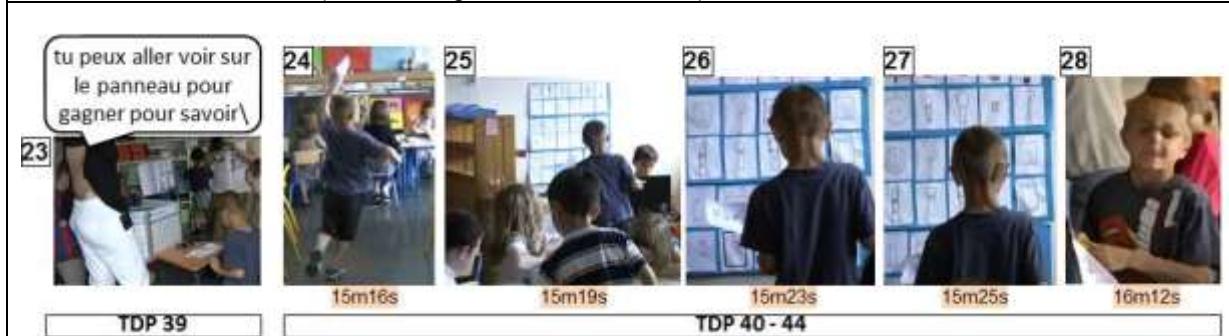 tu peux aller voir sur
le panneau pour
gagner pour savoir\
23
24
25
26
27
28
15m16s
15m19s
15m23s
15m25s
16m12s
TDP 39
TDP 40 - 44